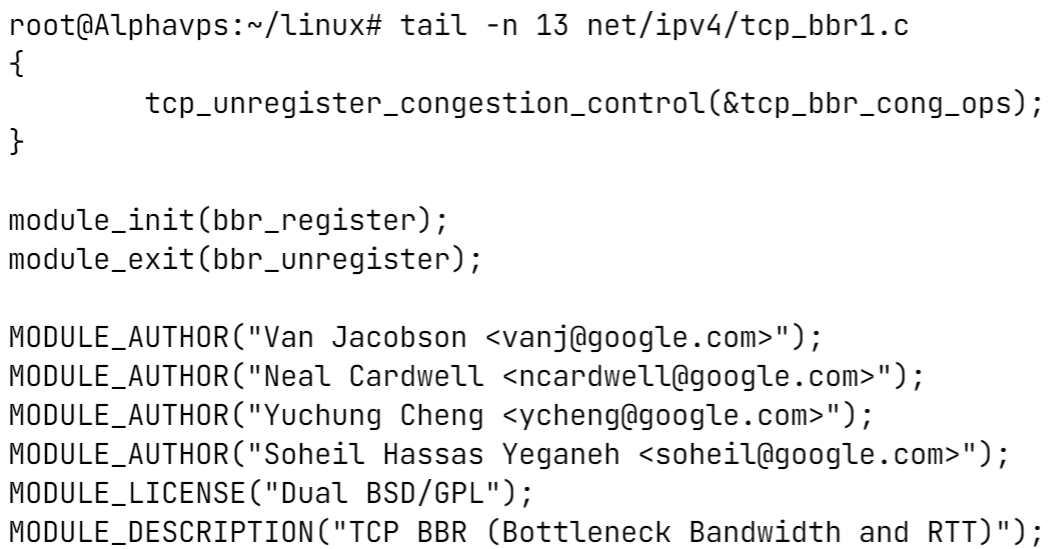 root@Alphavps:~/linux# tail -n 13 net/ipv4/tcp_bbr1.c
{
        tcp_unregister_congestion_control(&tcp_bbr_cong_ops);
}

module_init(bbr_register);
module_exit(bbr_unregister);

MODULE_AUTHOR("Van Jacobson <vanj@google.com>");
MODULE_AUTHOR("Neal Cardwell <ncardwell@google.com>");
MODULE_AUTHOR("Yuchung Cheng <ycheng@google.com>");
MODULE_AUTHOR("Soheil Hassas Yeganeh <soheil@google.com>");
MODULE_LICENSE("Dual BSD/GPL");
MODULE_DESCRIPTION("TCP BBR (Bottleneck Bandwidth and RTT)");